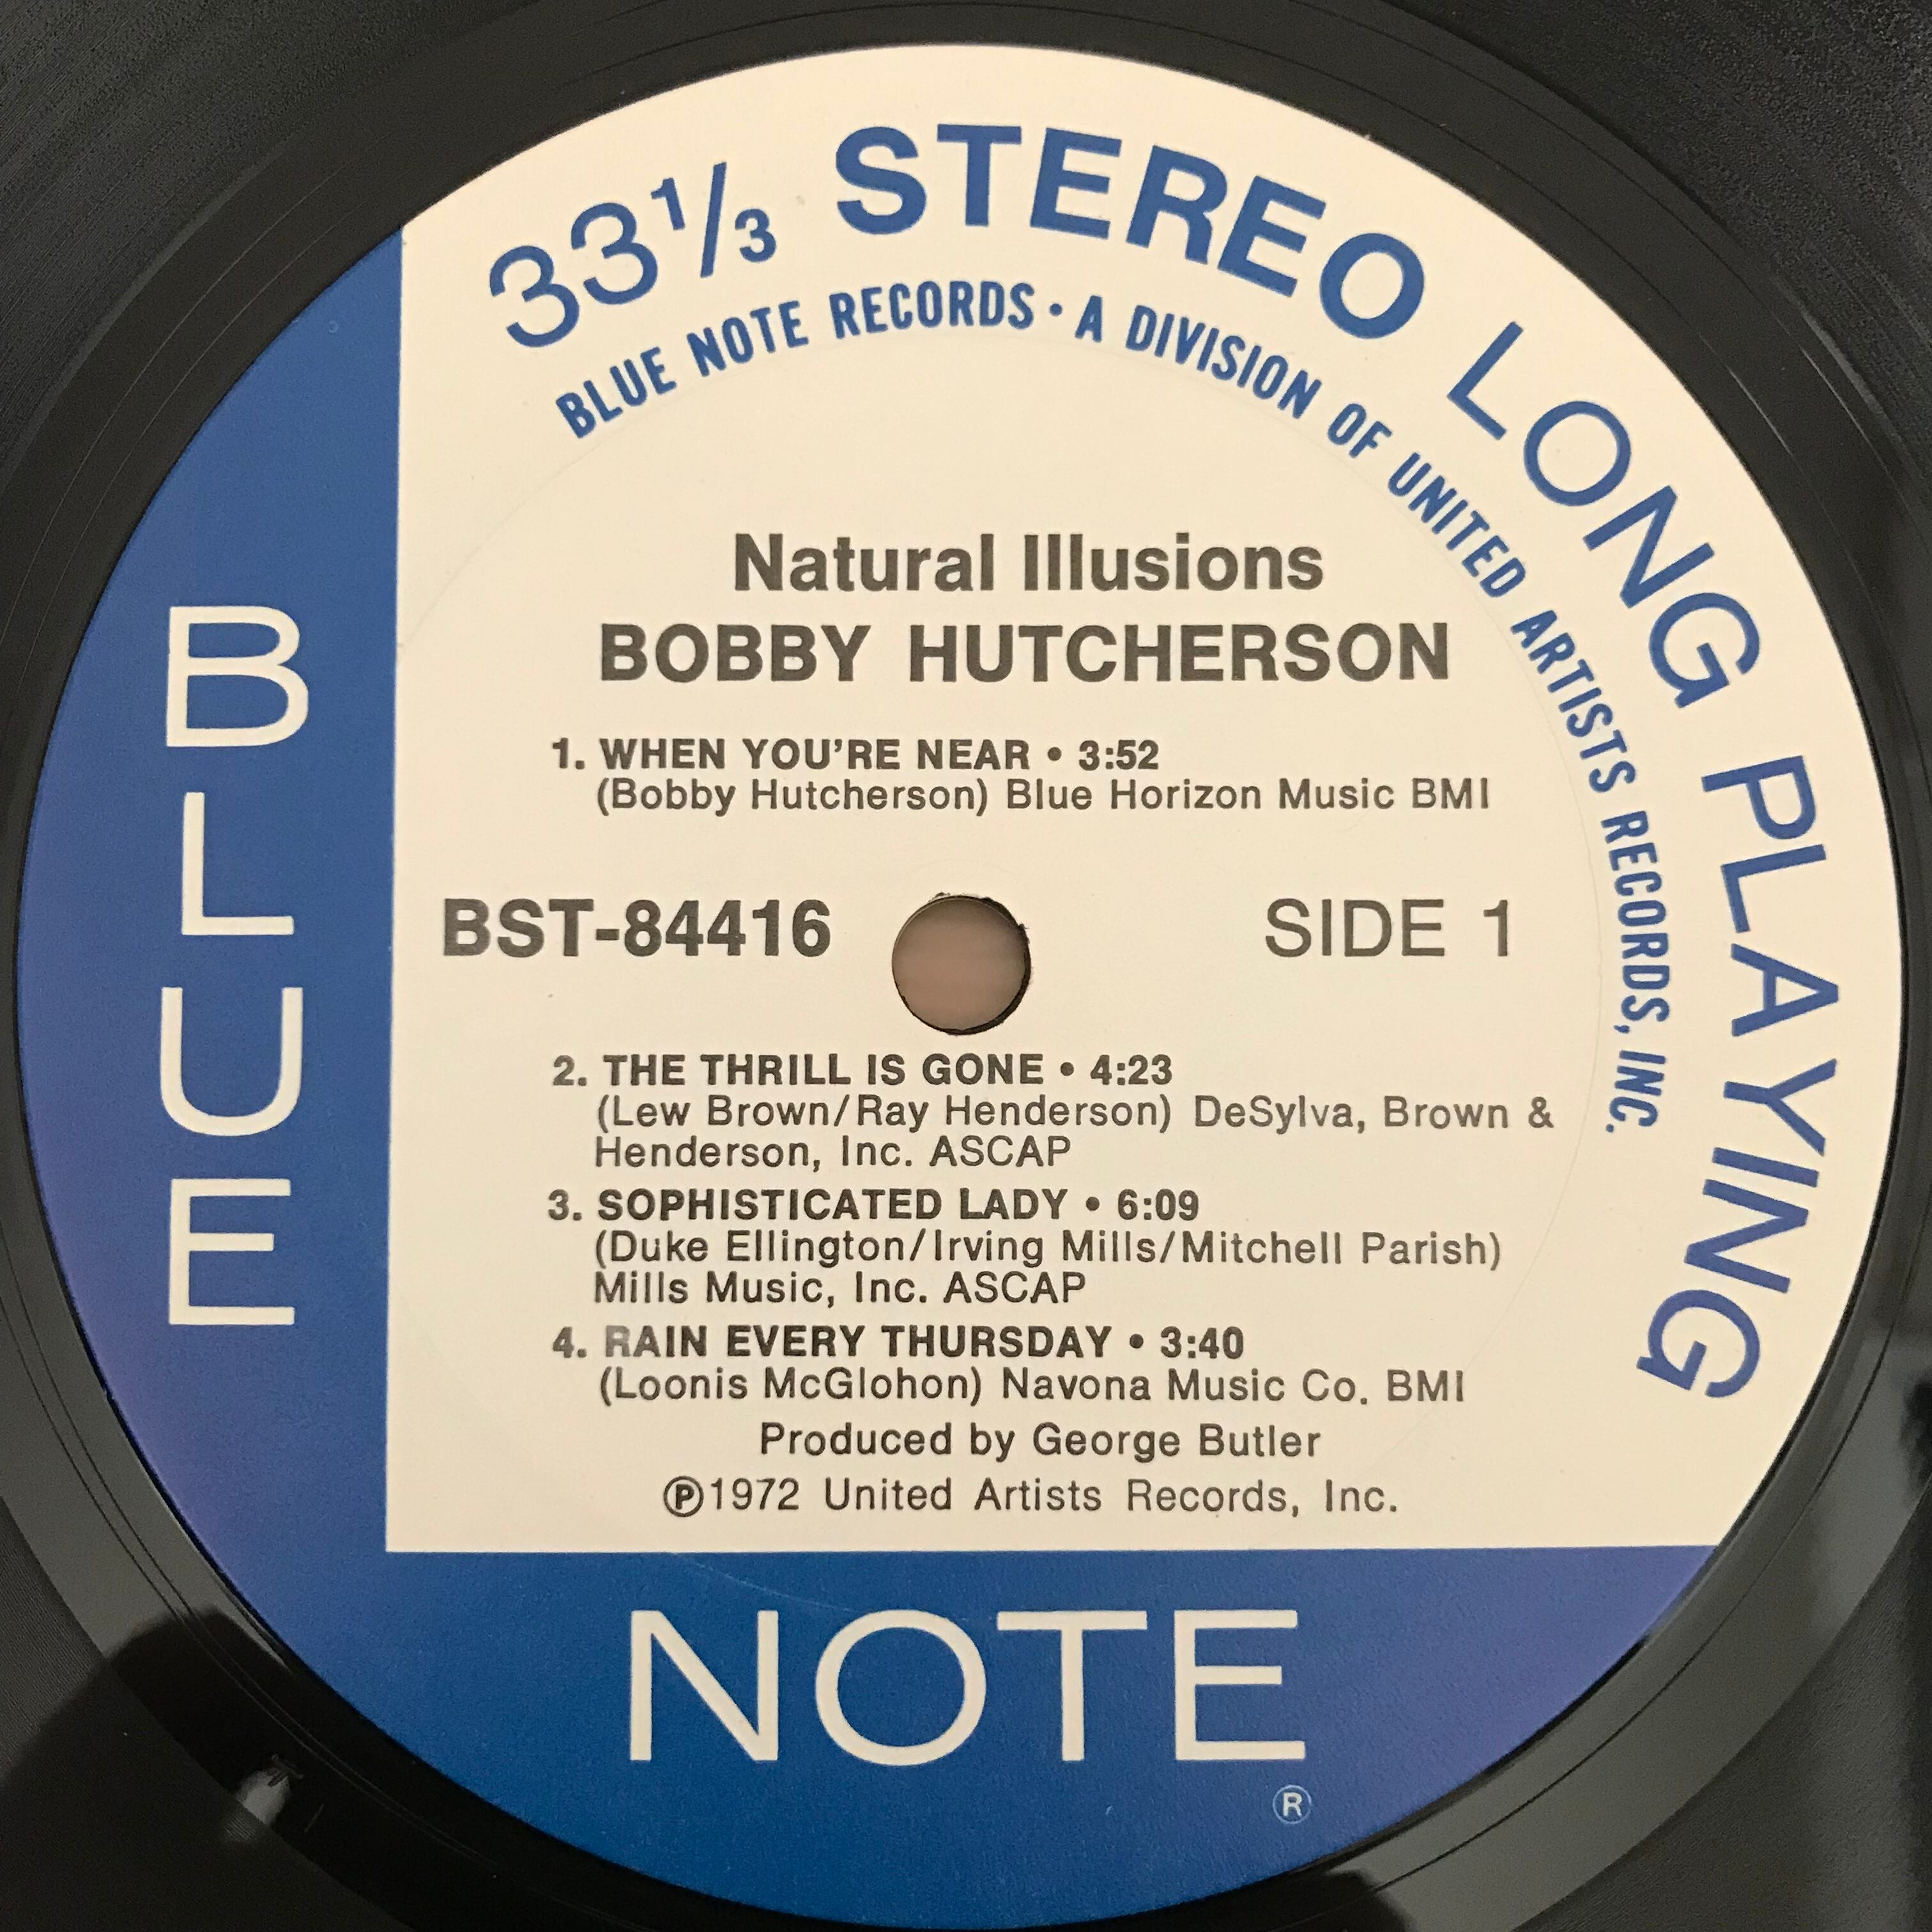 33⅓ STEREO LONG PLAYING
BLUE NOTE RECORDS • A DIVISION OF UNITED ARTISTS RECORDS, INC.
Natural Illusions
BOBBY HUTCHERSON
1. WHEN YOU'RE NEAR • 3:52
(Bobby Hutcherson) Blue Horizon Music BMI
BST-84416 SIDE 1
2. THE THRILL IS GONE • 4:23
(Lew Brown/Ray Henderson) DeSylva, Brown &
Henderson, Inc. ASCAP
3. SOPHISTICATED LADY • 6:09
(Duke Ellington/Irving Mills/Mitchell Parish)
Mills Music, Inc. ASCAP
4. RAIN EVERY THURSDAY • 3:40
(Loonis McGlohon) Navona Music Co. BMI
Produced by George Butler
℗1972 United Artists Records, Inc.
BLUE
NOTE
®